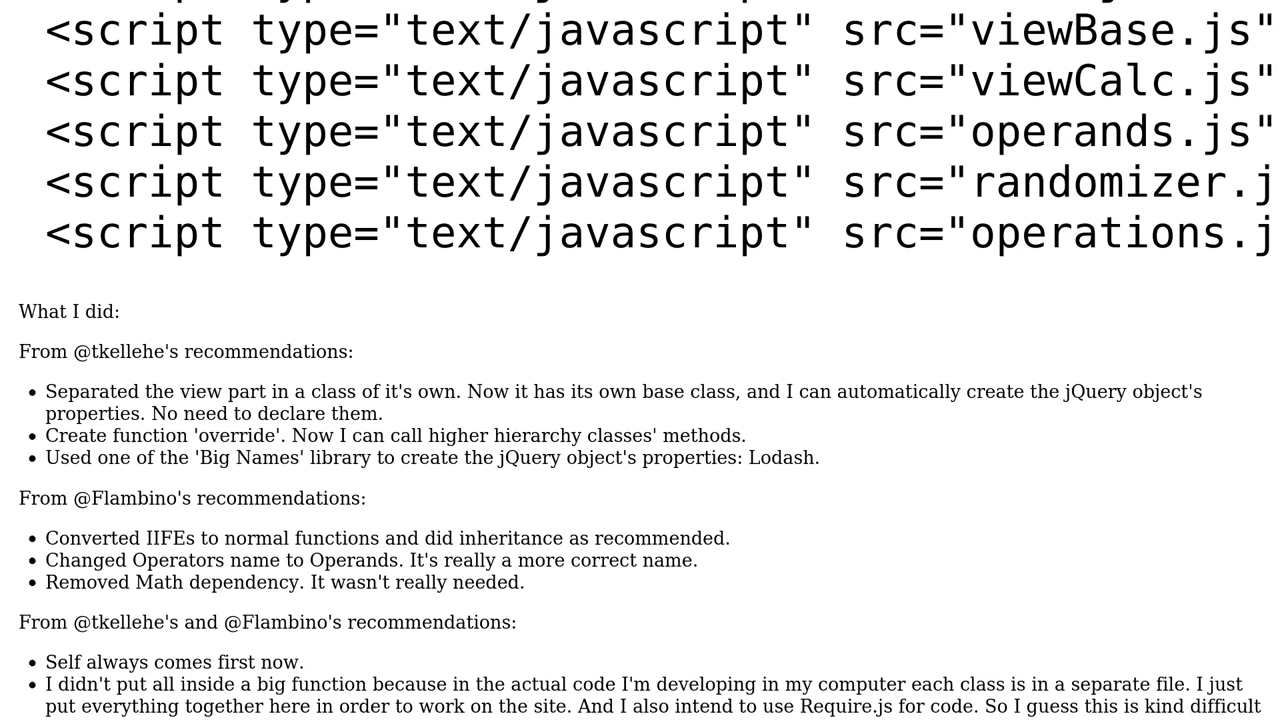 <script type="text/javascript" src="viewBase.js"
<script type="text/javascript" src="viewCalc.js"
<script type="text/javascript" src="operands.js"
<script type="text/javascript" src="randomizer.j
<script type="text/javascript" src="operations.j
What I did:
From @tkellehe's recommendations:
• Separated the view part in a class of it's own. Now it has its own base class, and I can automatically create the jQuery object's
properties. No need to declare them.
• Create function 'override'. Now I can call higher hierarchy classes' methods.
• Used one of the 'Big Names' library to create the jQuery object's properties: Lodash.
From @Flambino's recommendations:
• Converted IIFEs to normal functions and did inheritance as recommended.
• Changed Operators name to Operands. It's really a more correct name.
• Removed Math dependency. It wasn't really needed.
From @tkellehe's and @Flambino's recommendations:
• Self always comes first now.
• I didn't put all inside a big function because in the actual code I'm developing in my computer each class is in a separate file. I just
put everything together here in order to work on the site. And I also intend to use Require.js for code. So I guess this is kind difficult